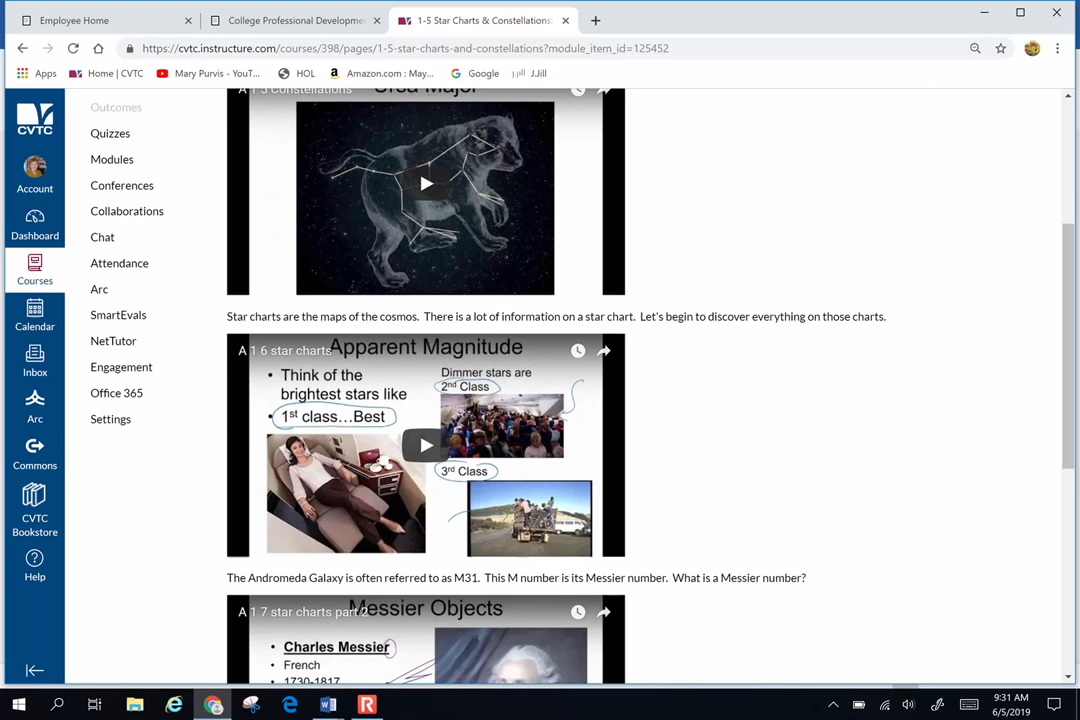 Employee Home
College Professional Developme
1-5 Star Charts & Constellations:
https://cvtc.instructure.com/courses/398/pages/1-5-star-charts-and-constellations?module_item_id=125452
Apps
Home | CVTC
Mary Purvis - YouT...
HOL
Amazon.com : May...
Google
J.Jill
CVTC
Account
Dashboard
Courses
Calendar
Inbox
Arc
Commons
CVTC
Bookstore
Help
Outcomes
Quizzes
Modules
Conferences
Collaborations
Chat
Attendance
Arc
SmartEvals
NetTutor
Engagement
Office 365
Settings
A 1 5 Constellations
Ursa Major
Star charts are the maps of the cosmos. There is a lot of information on a star chart. Let's begin to discover everything on those charts.
A 1 6 star charts
Apparent Magnitude
• Think of the
brightest stars like
• 1st class...Best
Dimmer stars are
2nd Class
3rd Class
The Andromeda Galaxy is often referred to as M31. This M number is its Messier number. What is a Messier number?
A 1.7 star charts part 2
Messier Objects
• Charles Messier
• French
• 1730-1817
9:31 AM
6/5/2019